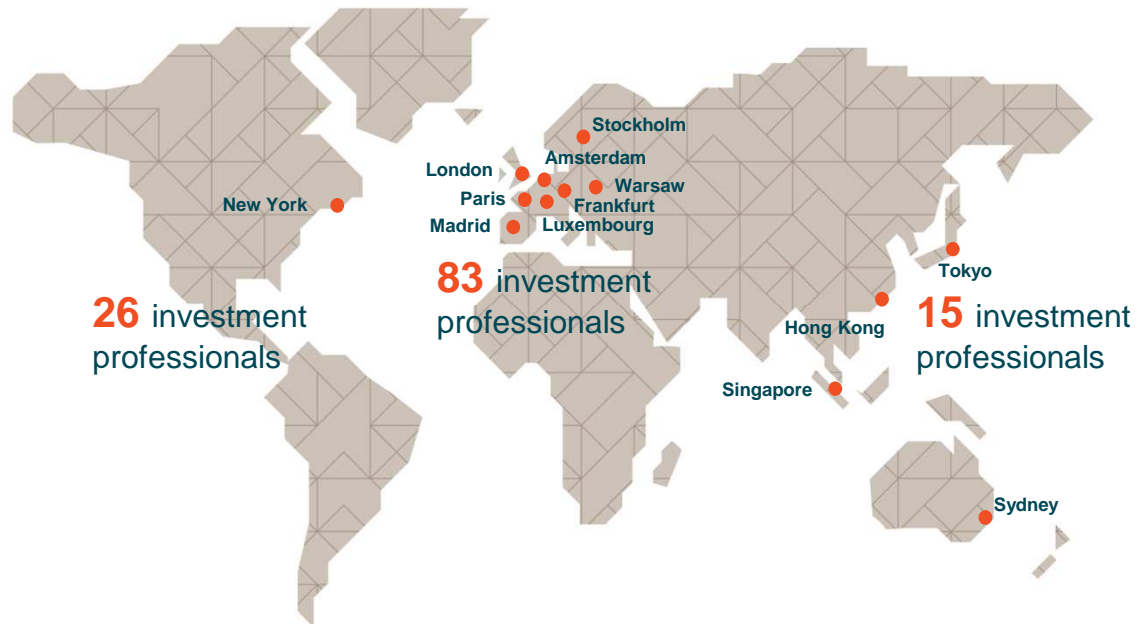 Stockholm
London
Amsterdam
Warsaw
New York
Paris
Frankfurt
Madrid
Luxembourg
83 investment
professionals
26 investment
professionals
Tokyo
Hong Kong
15 investment
professionals
Singapore
Sydney